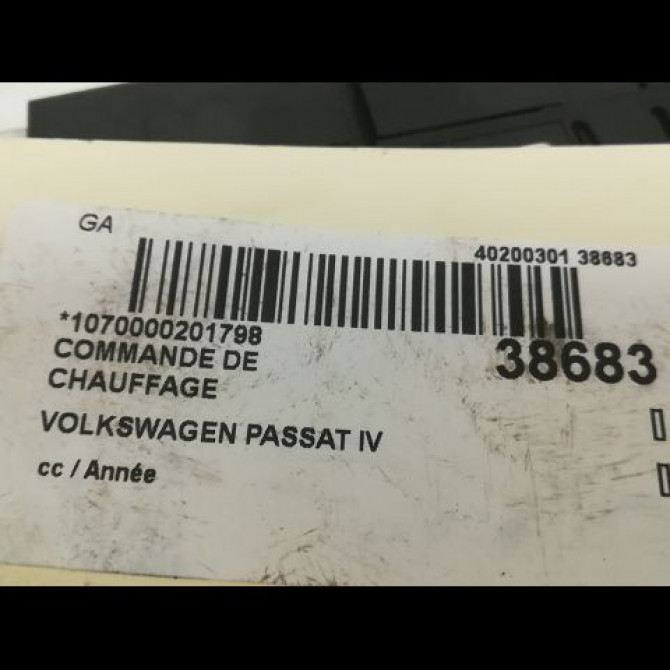 GA
40200301 38683
*1070000201798
38683
COMMANDE DE
CHAUFFAGE
VOLKSWAGEN PASSAT IV
cc / Année